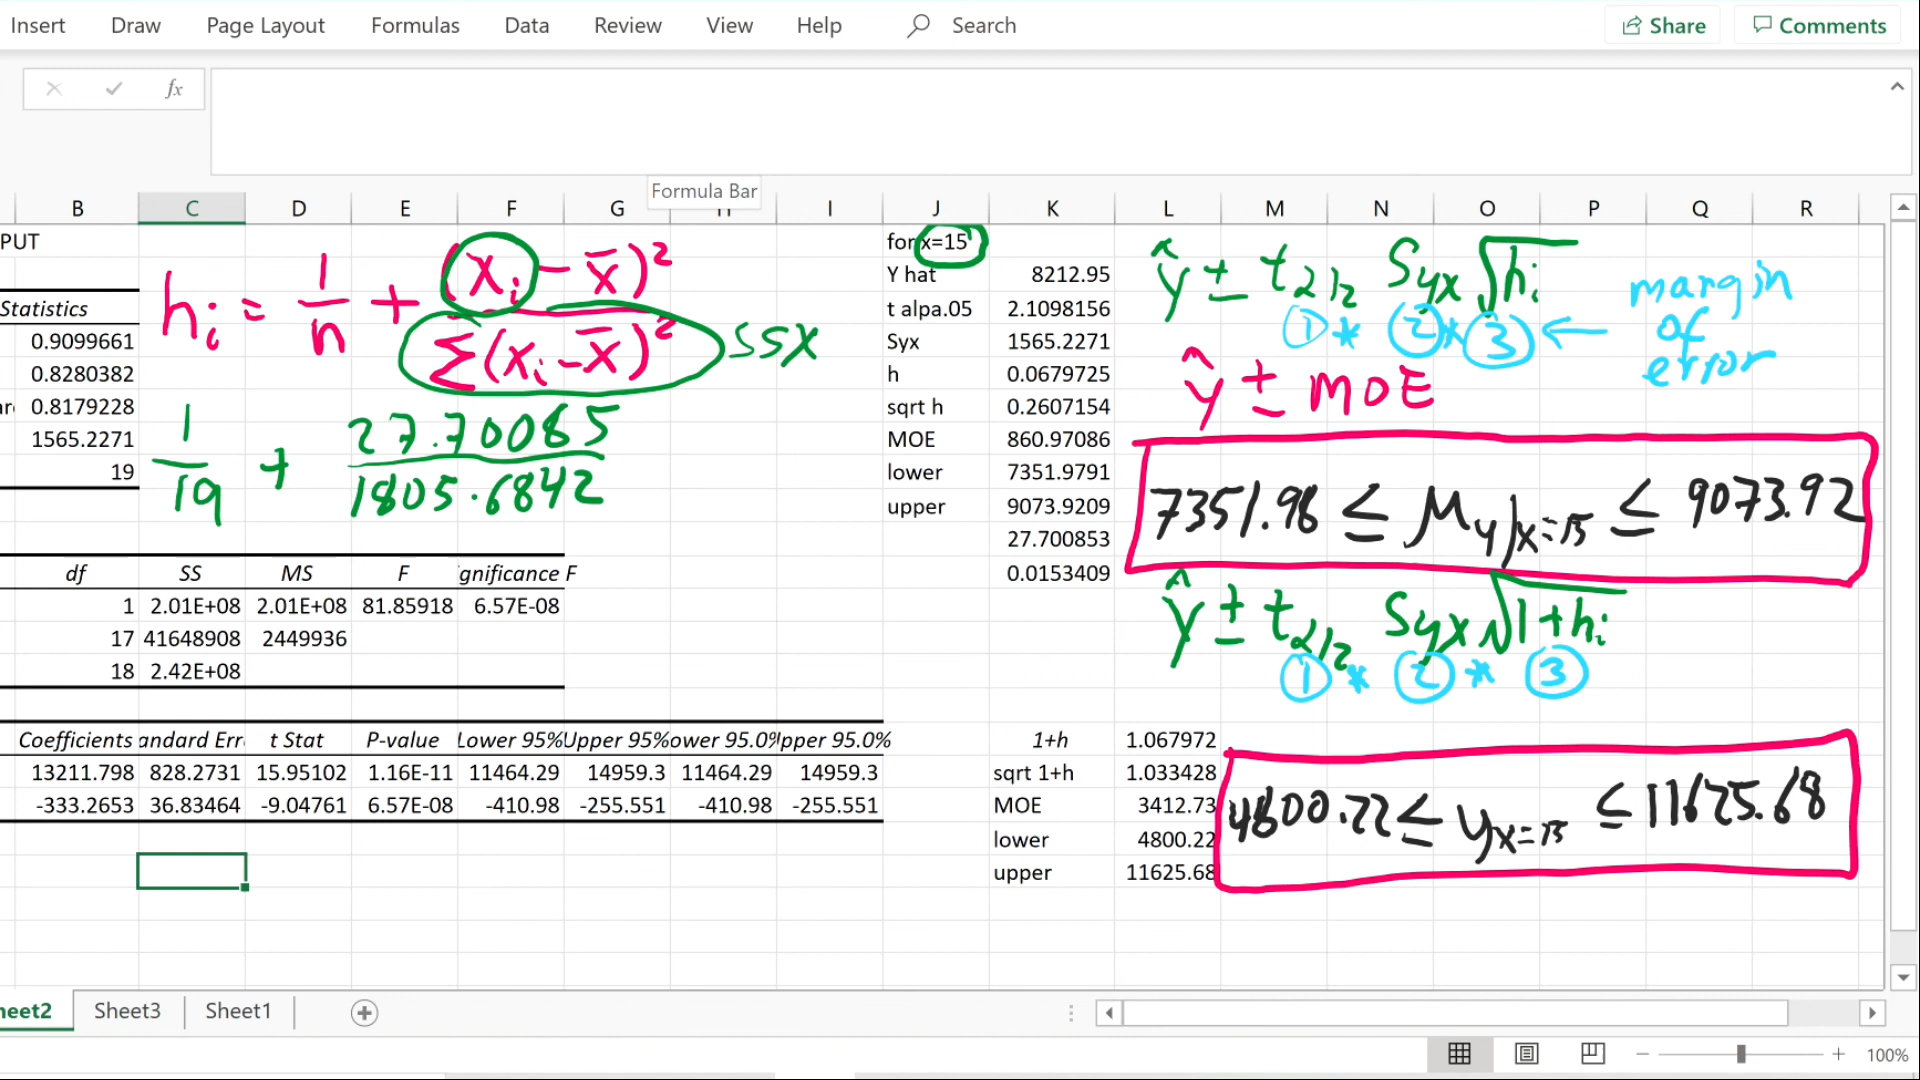 Insert Draw Page Layout Formulas Data Review View Help Search Share Comments
fx
Formula Bar
B C D E F G H I J K L M N O P Q R
PUT
Statistics
0.9099661
0.8280382
0.8179228
1565.2271
19
hᵢ = 1/n + (xᵢ - x̄)² / Σ(xᵢ - x̄)² SSX
1/19 + 27.70085/1805.6842
for x=15
Y hat 8212.95
t alpa.05 2.1098156
Syx 1565.2271
h 0.0679725
sqrt h 0.2607154
MOE 860.97086
lower 7351.9791
upper 9073.9209
27.700853
0.0153409
ŷ ± t α/2 Syx √hᵢ
① * ② * ③ ← margin of error
ŷ ± MOE
7351.98 ≤ μ y|x=15 ≤ 9073.92
ŷ ± t α/2 Syx √1+hᵢ
① * ② * ③
df SS MS F gnificance F
1 2.01E+08 2.01E+08 81.85918 6.57E-08
17 41648908 2449936
18 2.42E+08
Coefficients andard Err t Stat P-value Lower 95% Upper 95% ower 95.0% pper 95.0%
13211.798 828.2731 15.95102 1.16E-11 11464.29 14959.3 11464.29 14959.3
-333.2653 36.83464 -9.04761 6.57E-08 -410.98 -255.551 -410.98 -255.551
1+h 1.067972
sqrt 1+h 1.033428
MOE 3412.73
lower 4800.22
upper 11625.68
4800.22 ≤ y x=15 ≤ 11625.68
heet2 Sheet3 Sheet1
100%